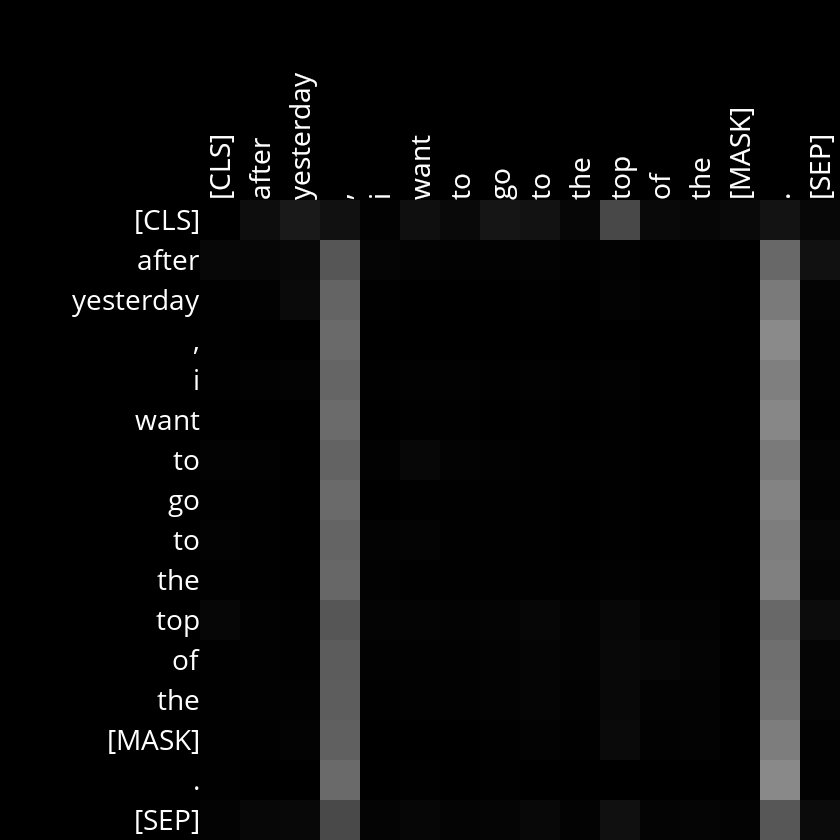 [CLS] after yesterday , i want to go to the top of the [MASK] . [SEP]
[CLS]
after
yesterday
,
i
want
to
go
to
the
top
of
the
[MASK]
.
[SEP]